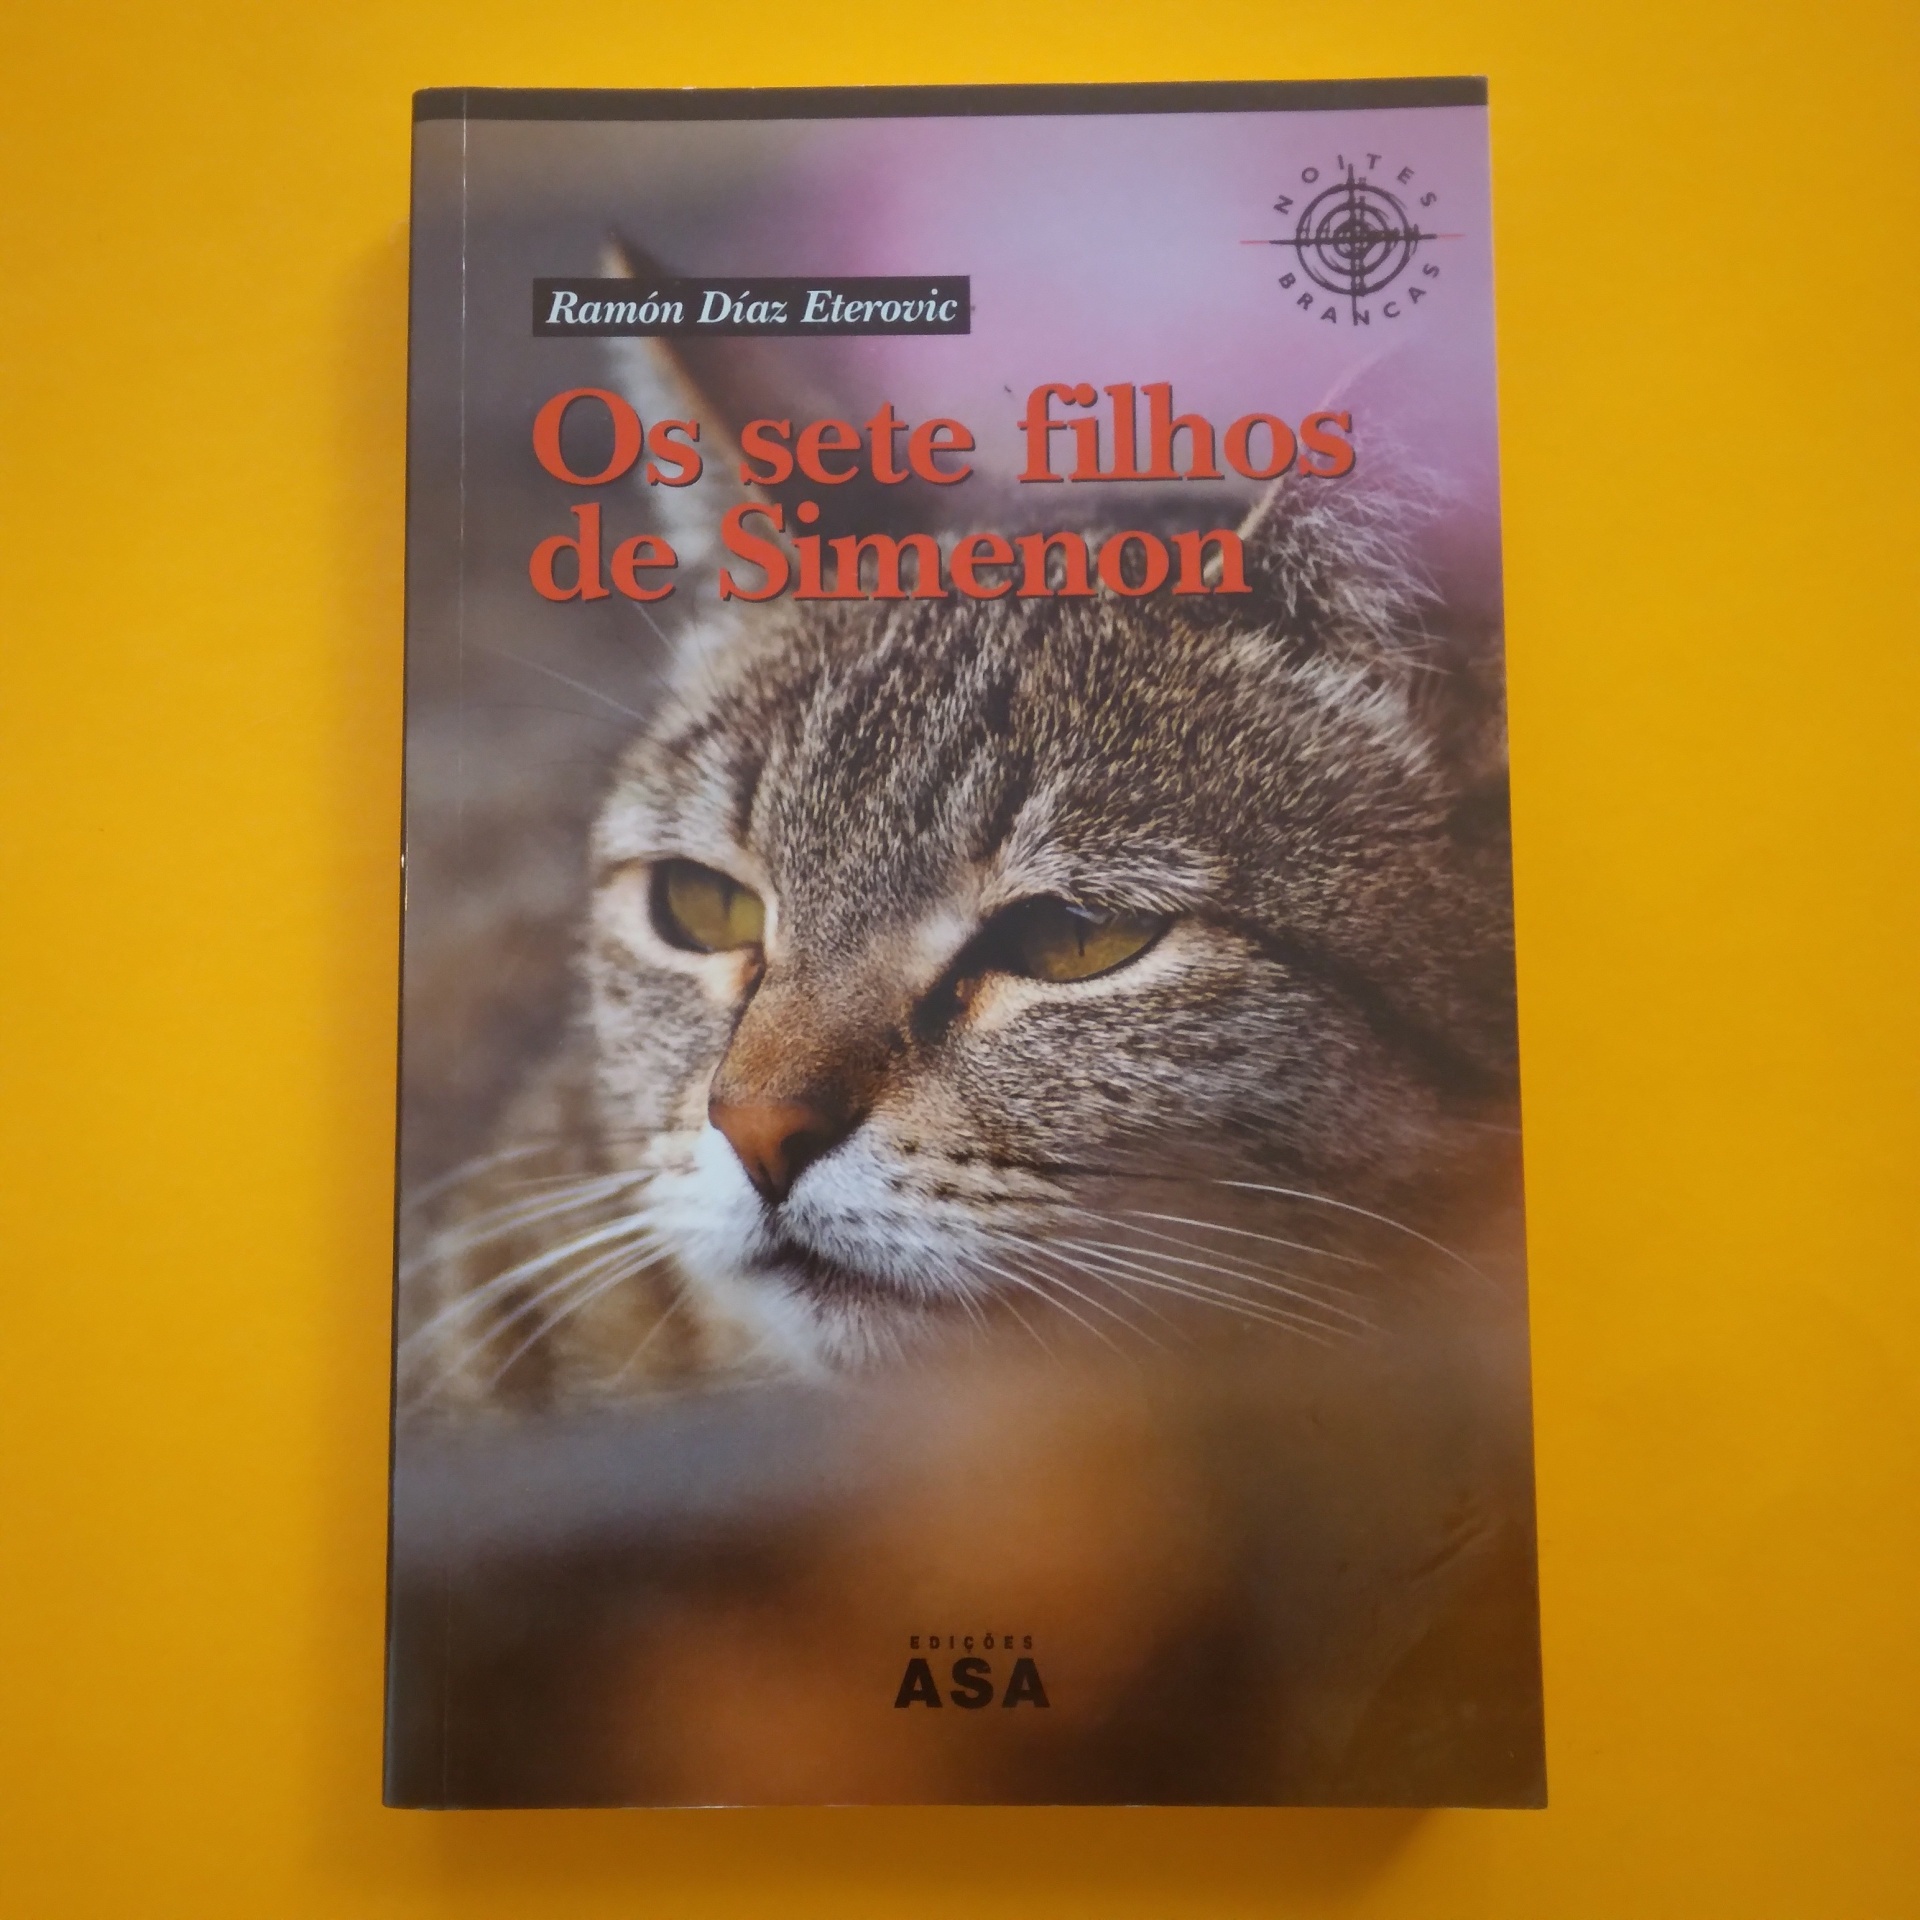 NOITES
BRANCAS
Ramón Díaz Eterovic
Os sete filhos
de Simenon
EDIÇÕES
ASA